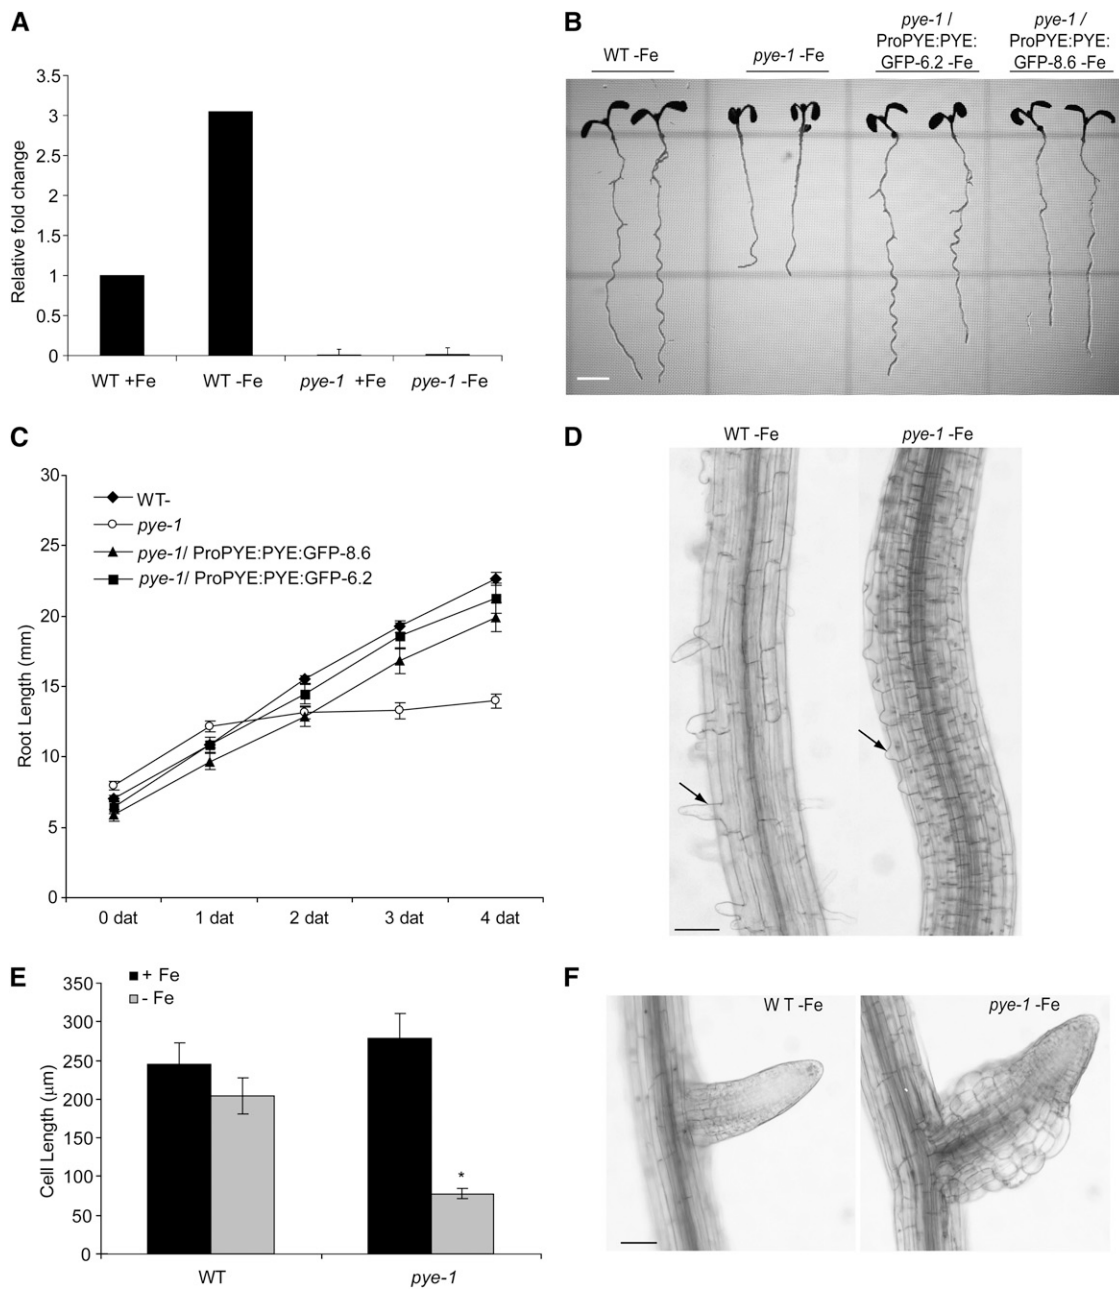 A
Relative fold change
3.5
3
2.5
2
1.5
1
0.5
0
WT +Fe
WT -Fe
pye-1 +Fe
pye-1 -Fe
B
WT -Fe
pye-1 -Fe
pye-1 /
ProPYE:PYE:
GFP-6.2 -Fe
pye-1 /
ProPYE:PYE:
GFP-8.6 -Fe
C
Root Length (mm)
30
25
20
15
10
5
0
WT-
pye-1
pye-1/ ProPYE:PYE:GFP-8.6
pye-1/ ProPYE:PYE:GFP-6.2
0 dat
1 dat
2 dat
3 dat
4 dat
D
WT -Fe
pye-1 -Fe
E
+ Fe
- Fe
Cell Length (µm)
350
300
250
200
150
100
50
0
*
WT
pye-1
F
W T -Fe
pye-1 -Fe